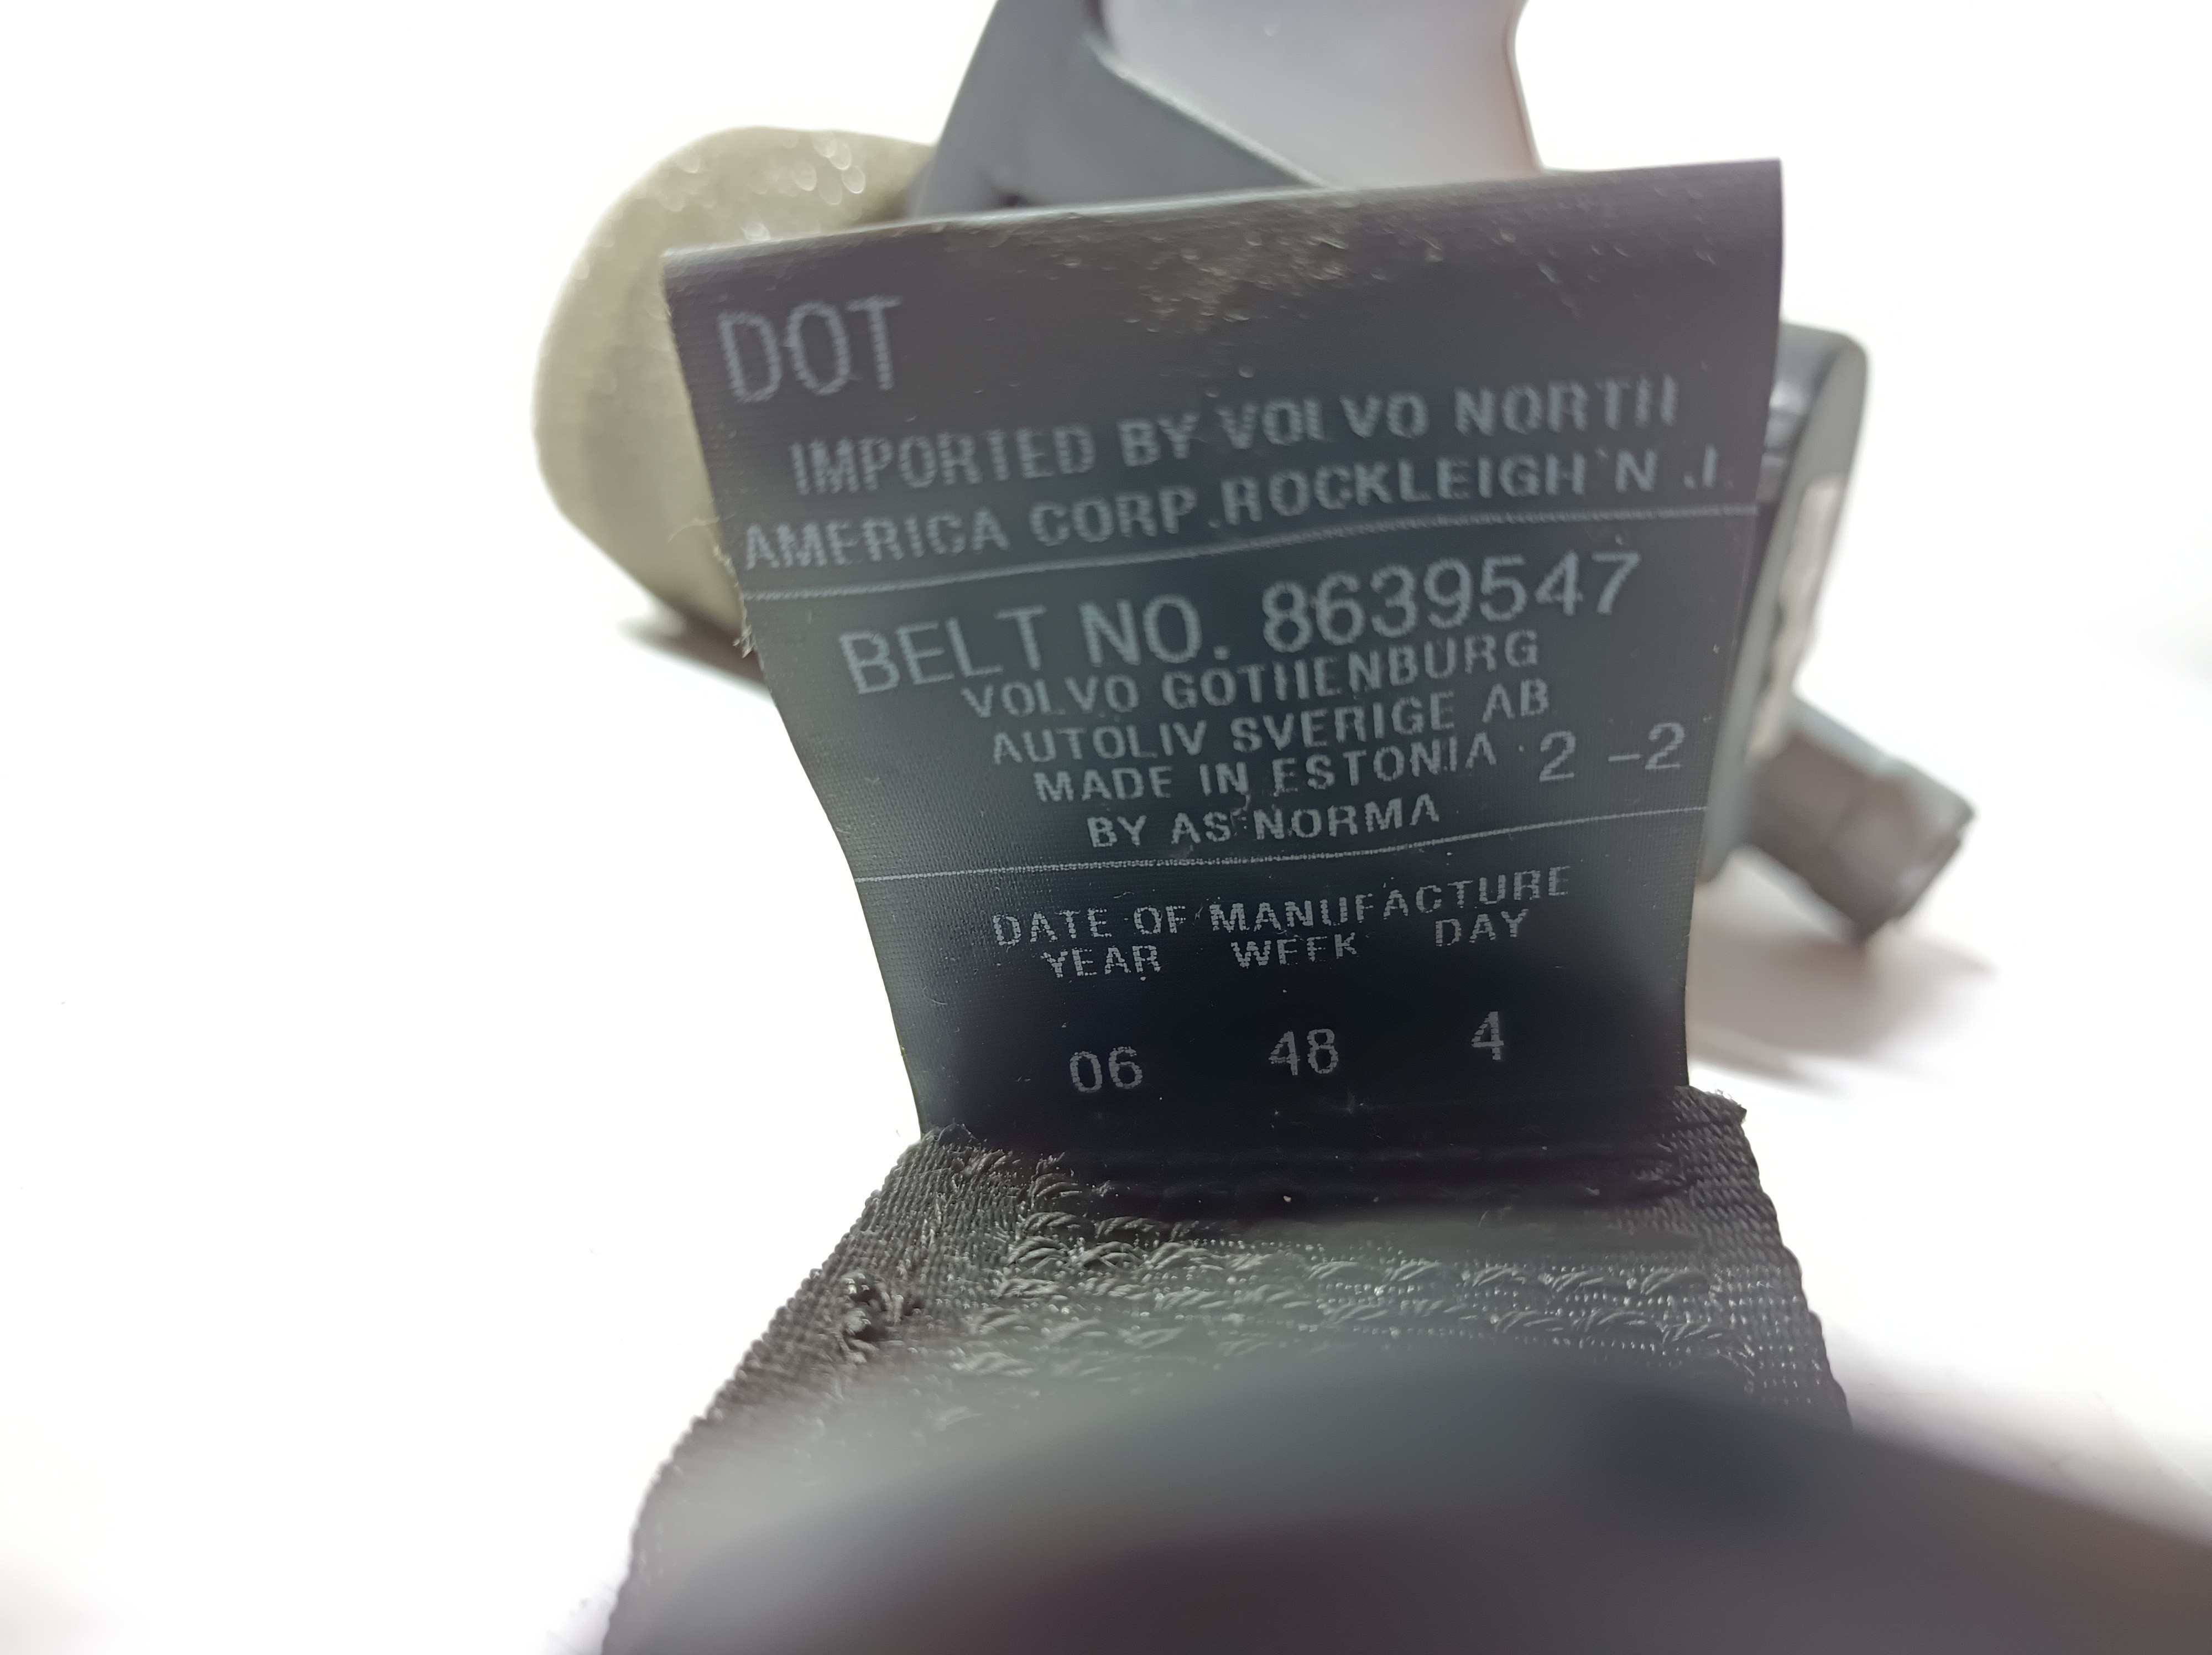 DOT
IMPORTED BY VOLVO NORTH
AMERICA CORP.ROCKLEIGH N.J.
BELT NO. 8639547
VOLVO GOTHENBURG
AUTOLIV SVERIGE AB
MADE IN ESTONIA 2 -2
BY AS NORMA
DATE OF MANUFACTURE
YEAR WEEK DAY
06 48 4